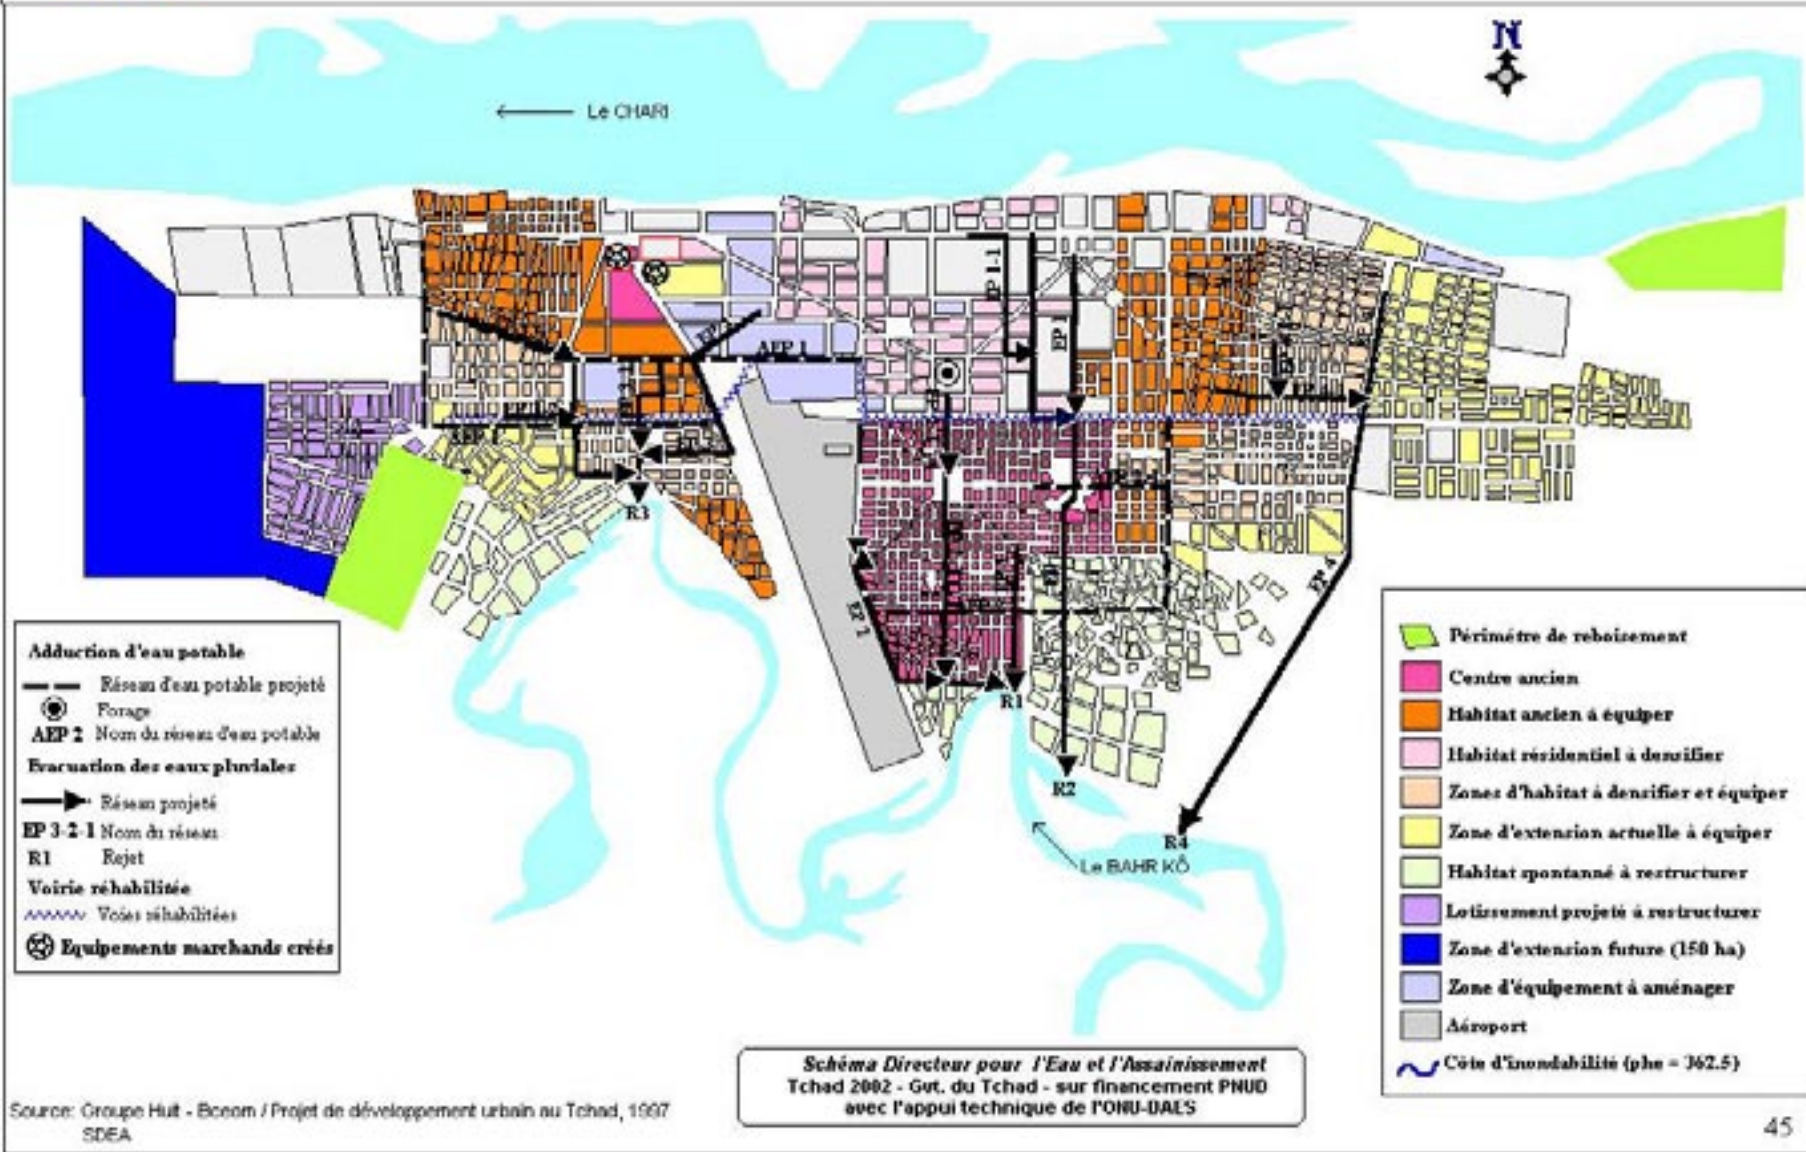 N
Le CHARI
EP 1-1
EP 1
AEP 1
EP 1
R3
EP 4
R1
R2
R4
Le BAHR KÔ
Adduction d'eau potable
Réseau d'eau potable projeté
Forage
AEP 2 Nom du réseau d'eau potable
Evacuation des eaux pluviales
Réseau projeté
EP 3-2-1 Nom du réseau
R1 Rejet
Voirie réhabilitée
Voies réhabilitées
Equipements marchands créés
Périmétre de reboisement
Centre ancien
Habitat ancien à équiper
Habitat résidentiel à densifier
Zones d'habitat à densifier et équiper
Zone d'extension actuelle à équiper
Habitat spontanné à restructurer
Lotissement projeté à restructurer
Zone d'extension future (150 ha)
Zone d'équipement à aménager
Aéroport
Côte d'inondabilité (phe = 362.5)
Schéma Directeur pour l'Eau et l'Assainissement
Tchad 2002 - Gvt. du Tchad - sur financement PNUD
avec l'appui technique de l'ONU-DAES
Source: Groupe Huit - Bceom / Projet de développement urbain au Tchad, 1997
SDEA
45